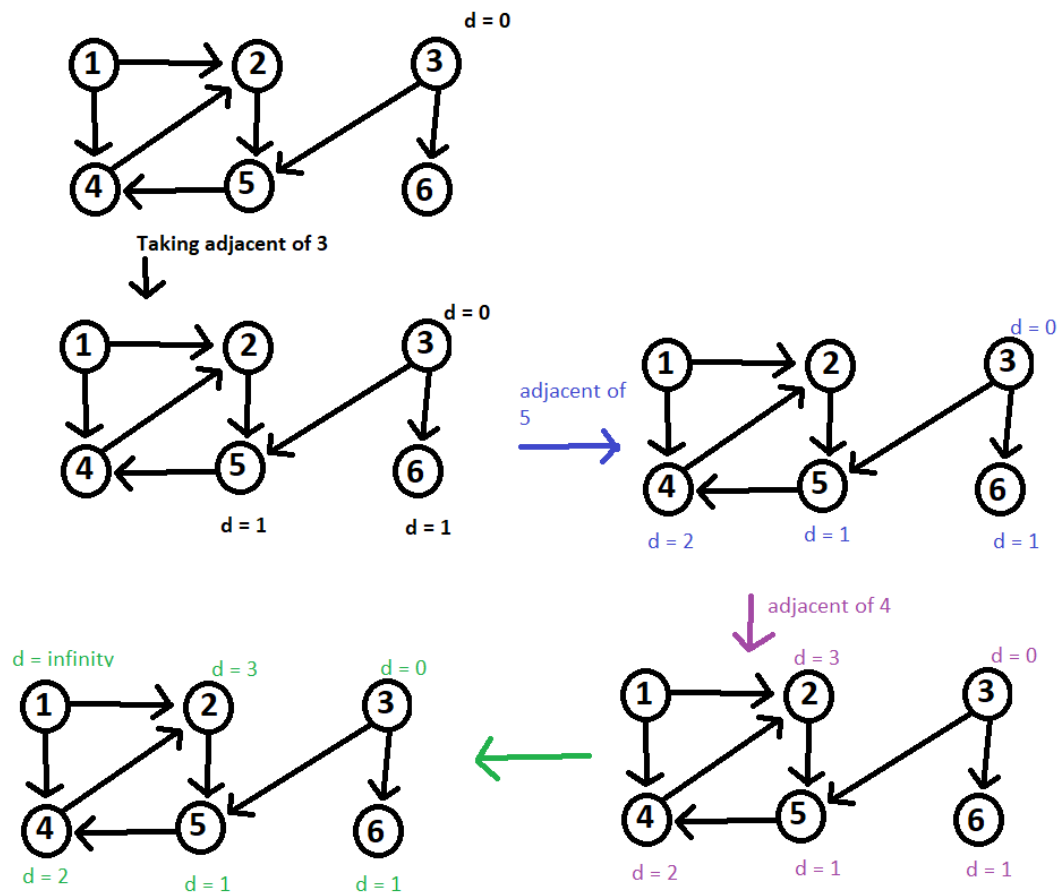 d = 0
1 2 3
4 5 6
Taking adjacent of 3
d = 0
1 2 3
4 5 6
d = 1 d = 1
adjacent of
5
d = 0
1 2 3
4 5 6
d = 2 d = 1 d = 1
adjacent of 4
d = 3 d = 0
1 2 3
4 5 6
d = 2 d = 1 d = 1
d = infinity d = 3 d = 0
1 2 3
4 5 6
d = 2 d = 1 d = 1